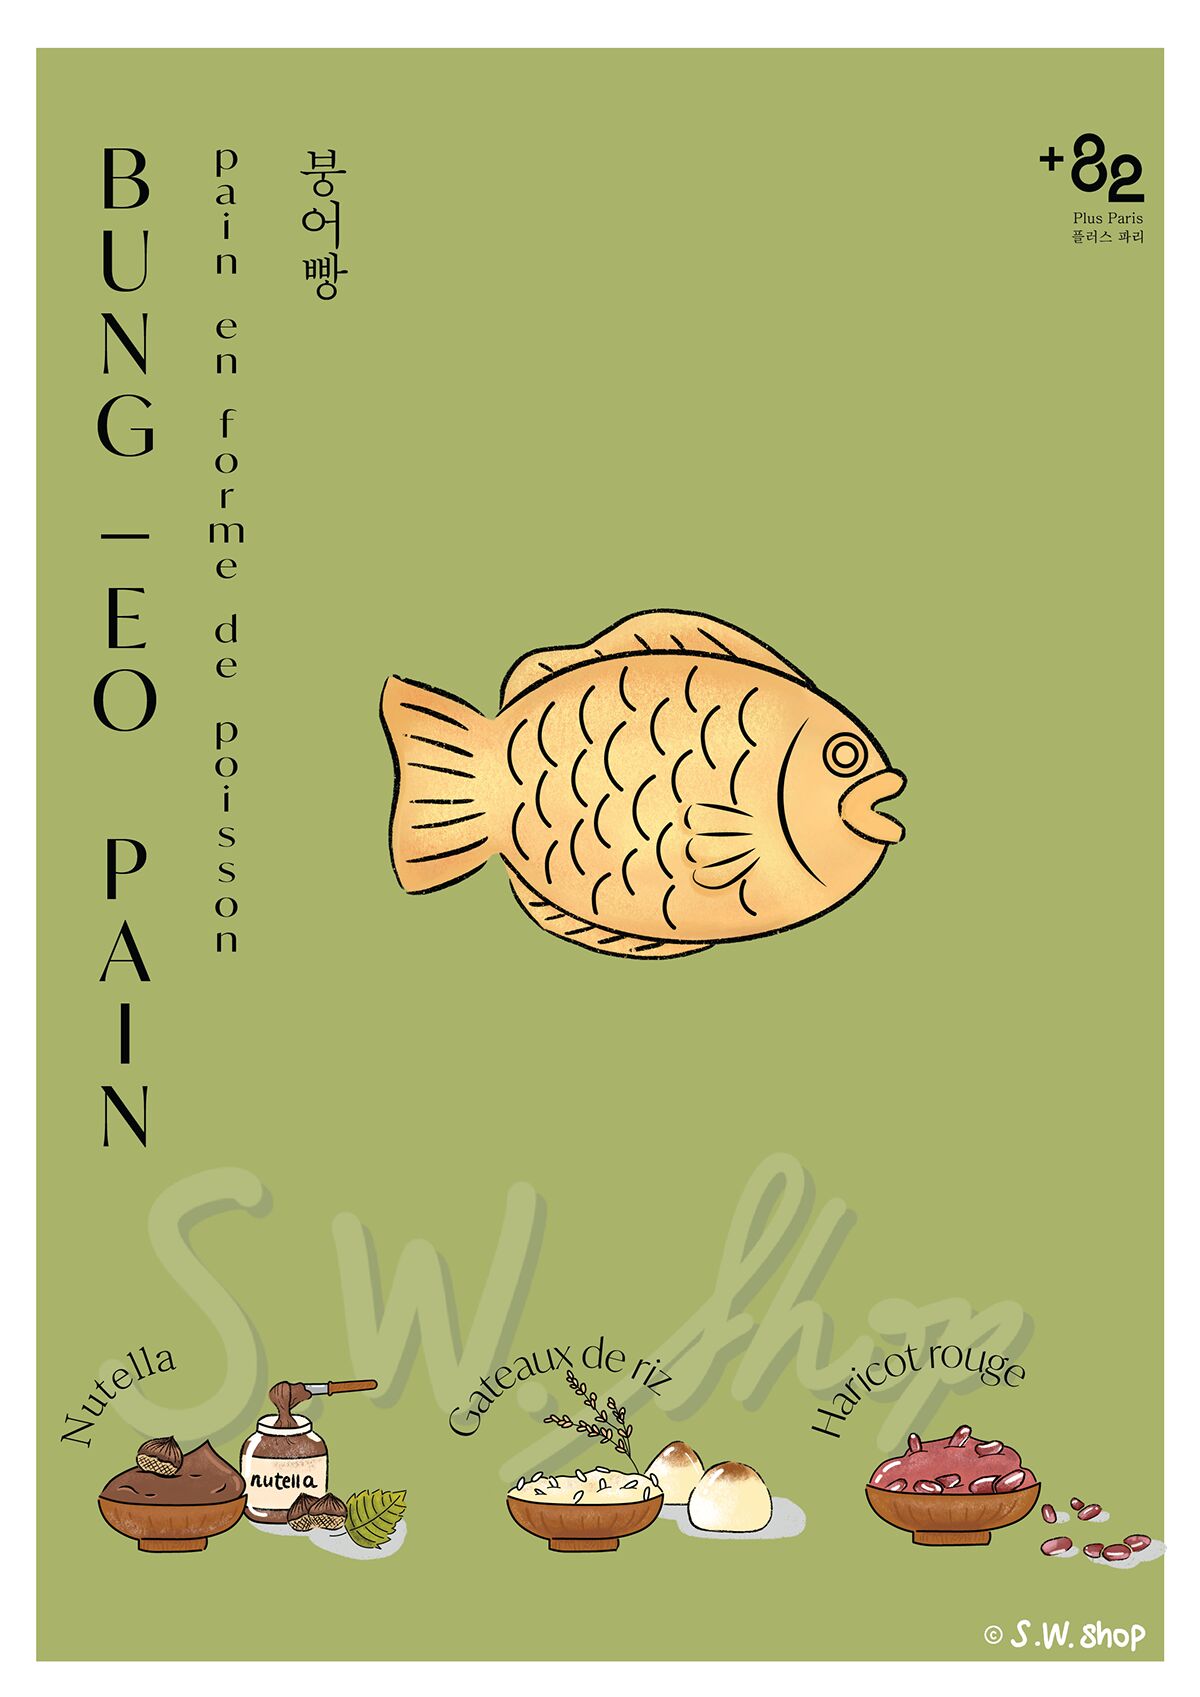 BUNG – EO PAIN
pain en forme de poisson
붕어빵
+82
Plus Paris
플러스 파리
S.W. Shop
Nutella
nutella
Gateaux de riz
Haricot rouge
© S.W. Shop